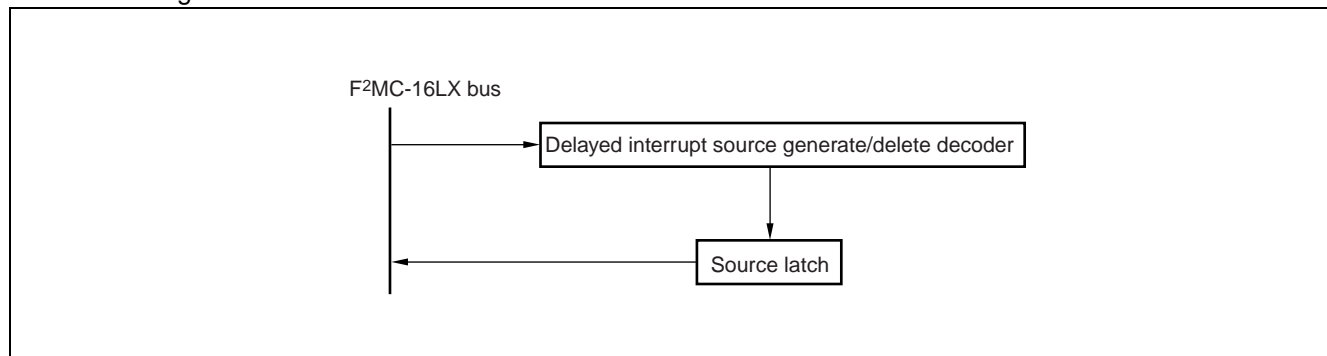 F2MC-16LX bus
Delayed interrupt source generate/delete decoder
Source latch